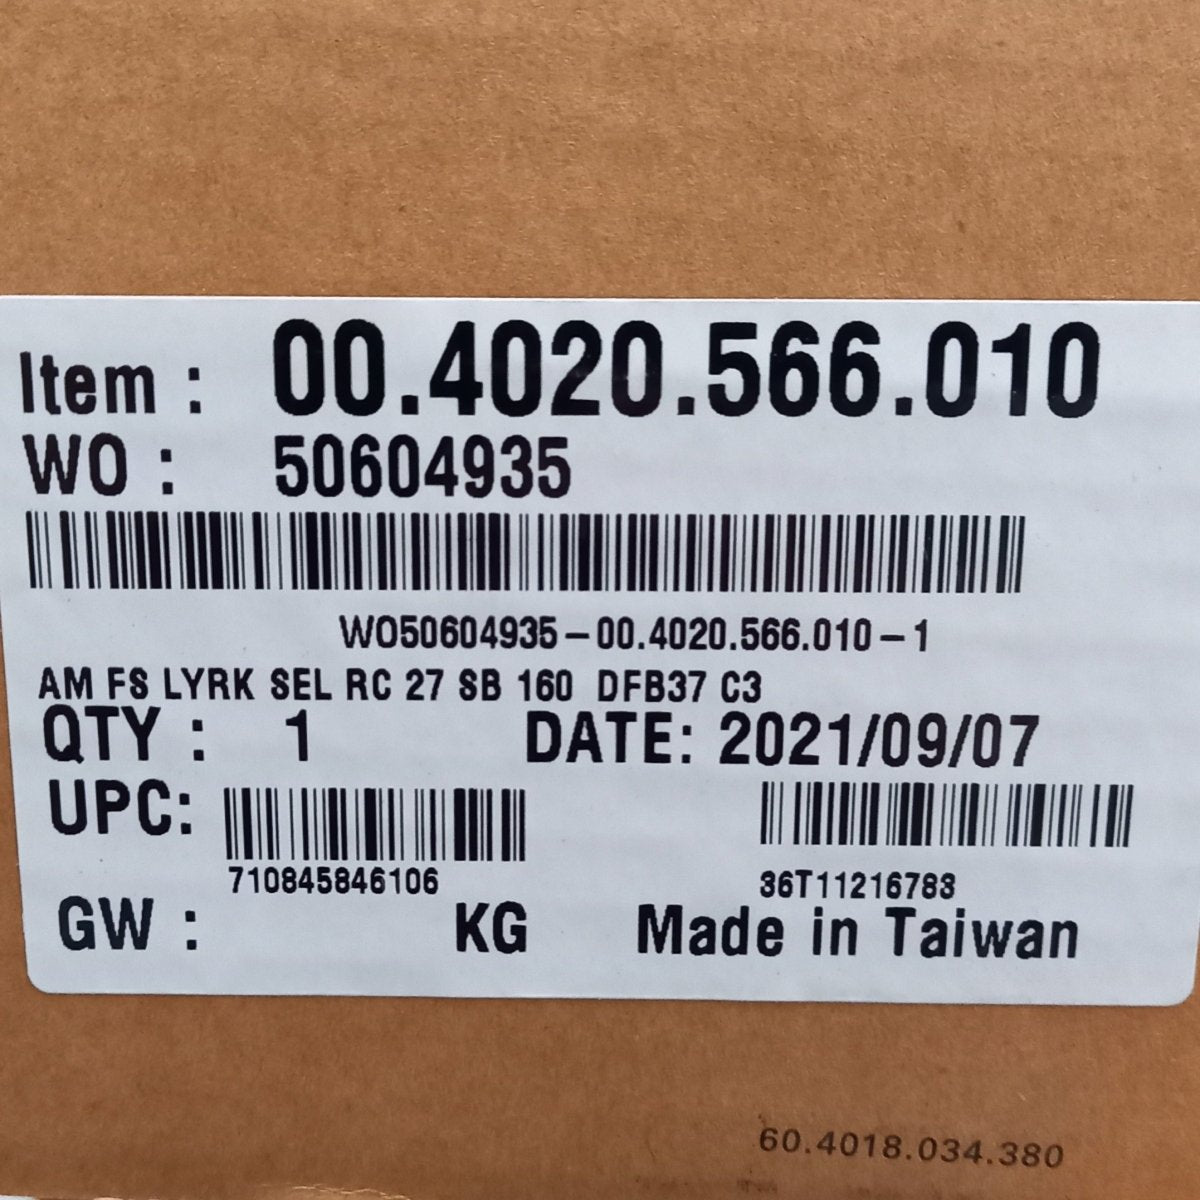 Item : 00.4020.566.010
WO : 50604935
WO50604935-00.4020.566.010-1
AM FS LYRK SEL RC 27 SB 160 DFB37 C3
QTY : 1 DATE: 2021/09/07
UPC:
710845846106 36T11216783
GW : KG Made in Taiwan
60.4018.034.380